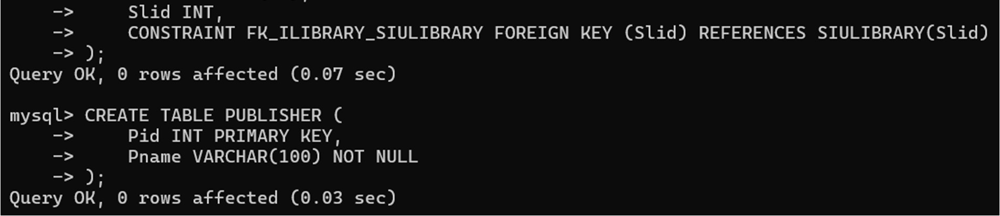 ->     Slid INT,
->     CONSTRAINT FK_ILIBRARY_SIULIBRARY FOREIGN KEY (Slid) REFERENCES SIULIBRARY(Slid)
-> );
Query OK, 0 rows affected (0.07 sec)
mysql> CREATE TABLE PUBLISHER (
->     Pid INT PRIMARY KEY,
->     Pname VARCHAR(100) NOT NULL
-> );
Query OK, 0 rows affected (0.03 sec)